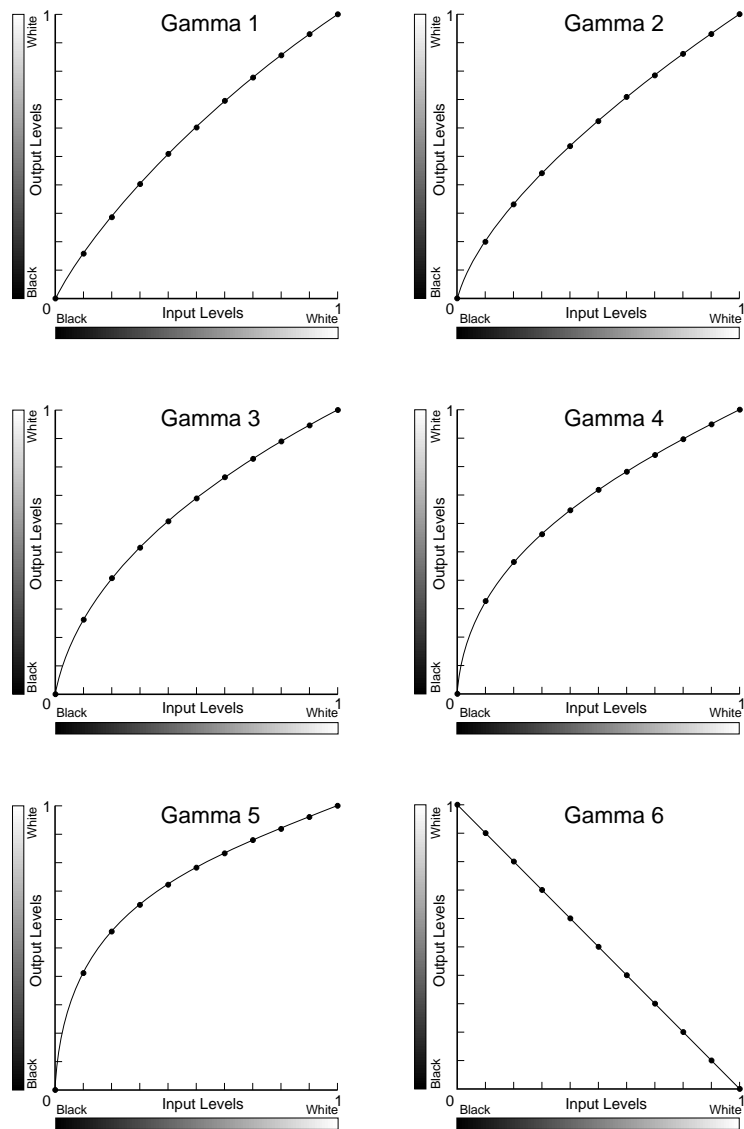 Gamma 1
1
White
Output Levels
Black
0
1
Input Levels
Black
White
Gamma 2
1
White
Output Levels
Black
0
1
Input Levels
Black
White
Gamma 3
1
White
Output Levels
Black
0
1
Input Levels
Black
White
Gamma 4
1
White
Output Levels
Black
0
1
Input Levels
Black
White
Gamma 5
1
White
Output Levels
Black
0
1
Input Levels
Black
White
Gamma 6
1
White
Output Levels
Black
0
1
Input Levels
Black
White